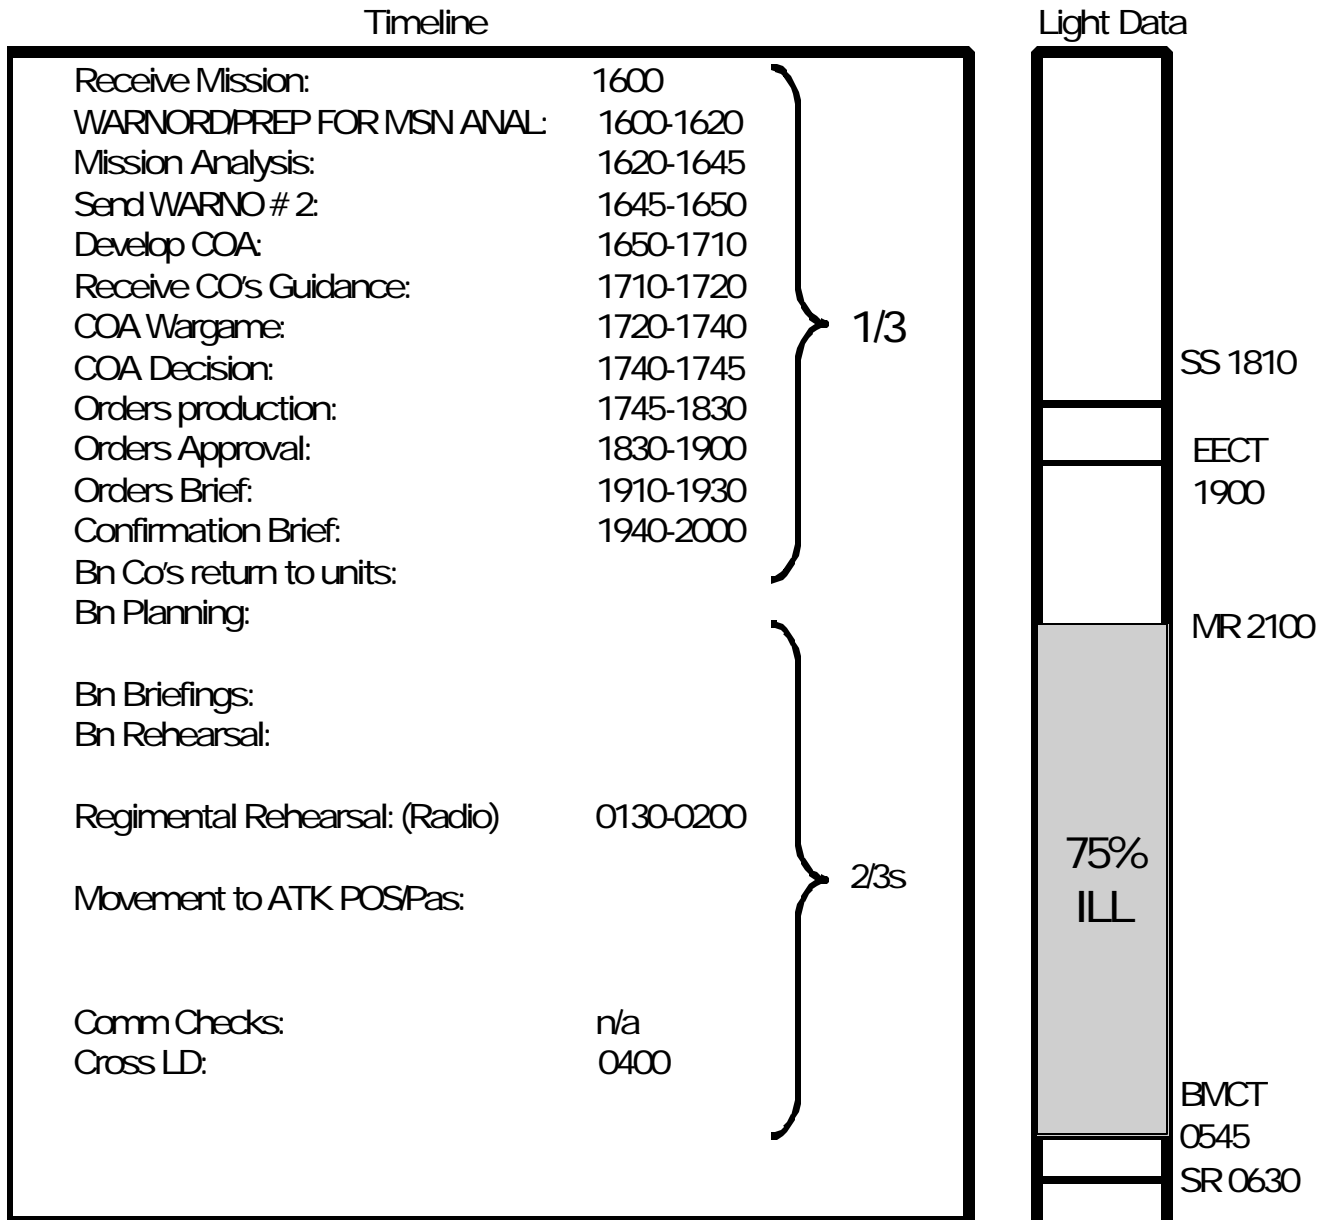 Timeline
Receive Mission: 1600
WARNORD/PREP FOR MSN ANAL: 1600-1620
Mission Analysis: 1620-1645
Send WARNO # 2: 1645-1650
Develop COA: 1650-1710
Receive CO's Guidance: 1710-1720
COA Wargame: 1720-1740
COA Decision: 1740-1745
Orders production: 1745-1830
Orders Approval: 1830-1900
Orders Brief: 1910-1930
Confirmation Brief: 1940-2000
Bn Co's return to units:
Bn Planning:
Bn Briefings:
Bn Rehearsal:
Regimental Rehearsal: (Radio) 0130-0200
Movement to ATK POS/Pas:
Comm Checks: n/a
Cross LD: 0400
1/3
2/3s
Light Data
SS 1810
EECT
1900
MR 2100
75%
ILL
BMCT
0545
SR 0630